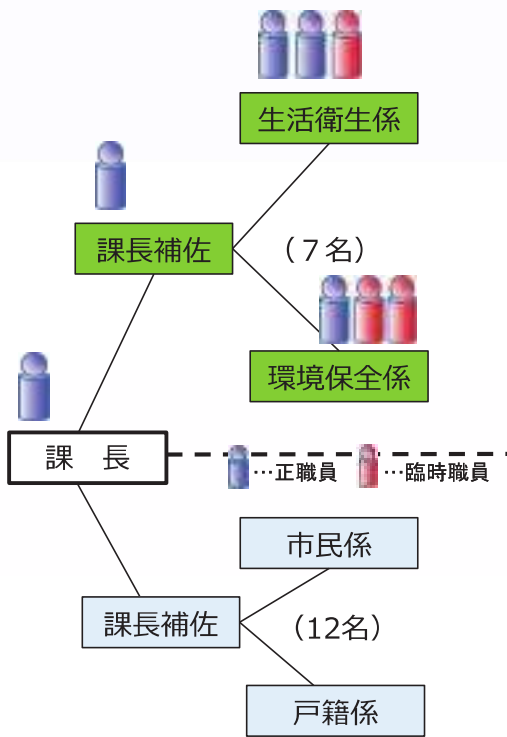 生活衛生係
課長補佐
（７名）
環境保全係
課　長
…正職員
…臨時職員
市民係
課長補佐
（12名）
戸籍係